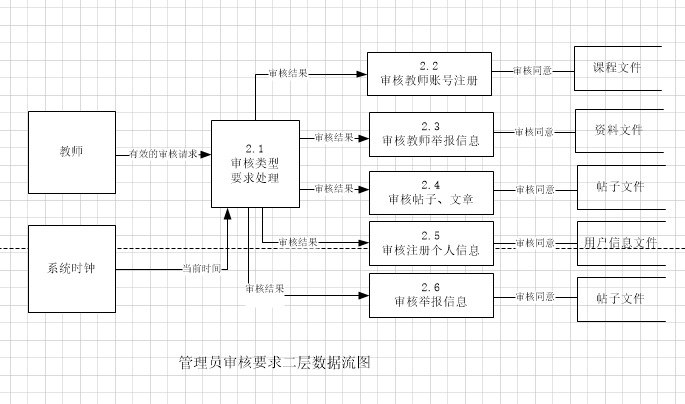 2.2
审核教师账号注册
审核结果
审核同意
课程文件
教师
有效的审核请求
2.1
审核类型
要求处理
审核结果
2.3
审核教师举报信息
审核同意
资料文件
审核结果
2.4
审核帖子、文章
审核同意
帖子文件
系统时钟
当前时间
审核结果
2.5
审核注册个人信息
审核同意
用户信息文件
审核结果
2.6
审核举报信息
审核同意
帖子文件
管理员审核要求二层数据流图